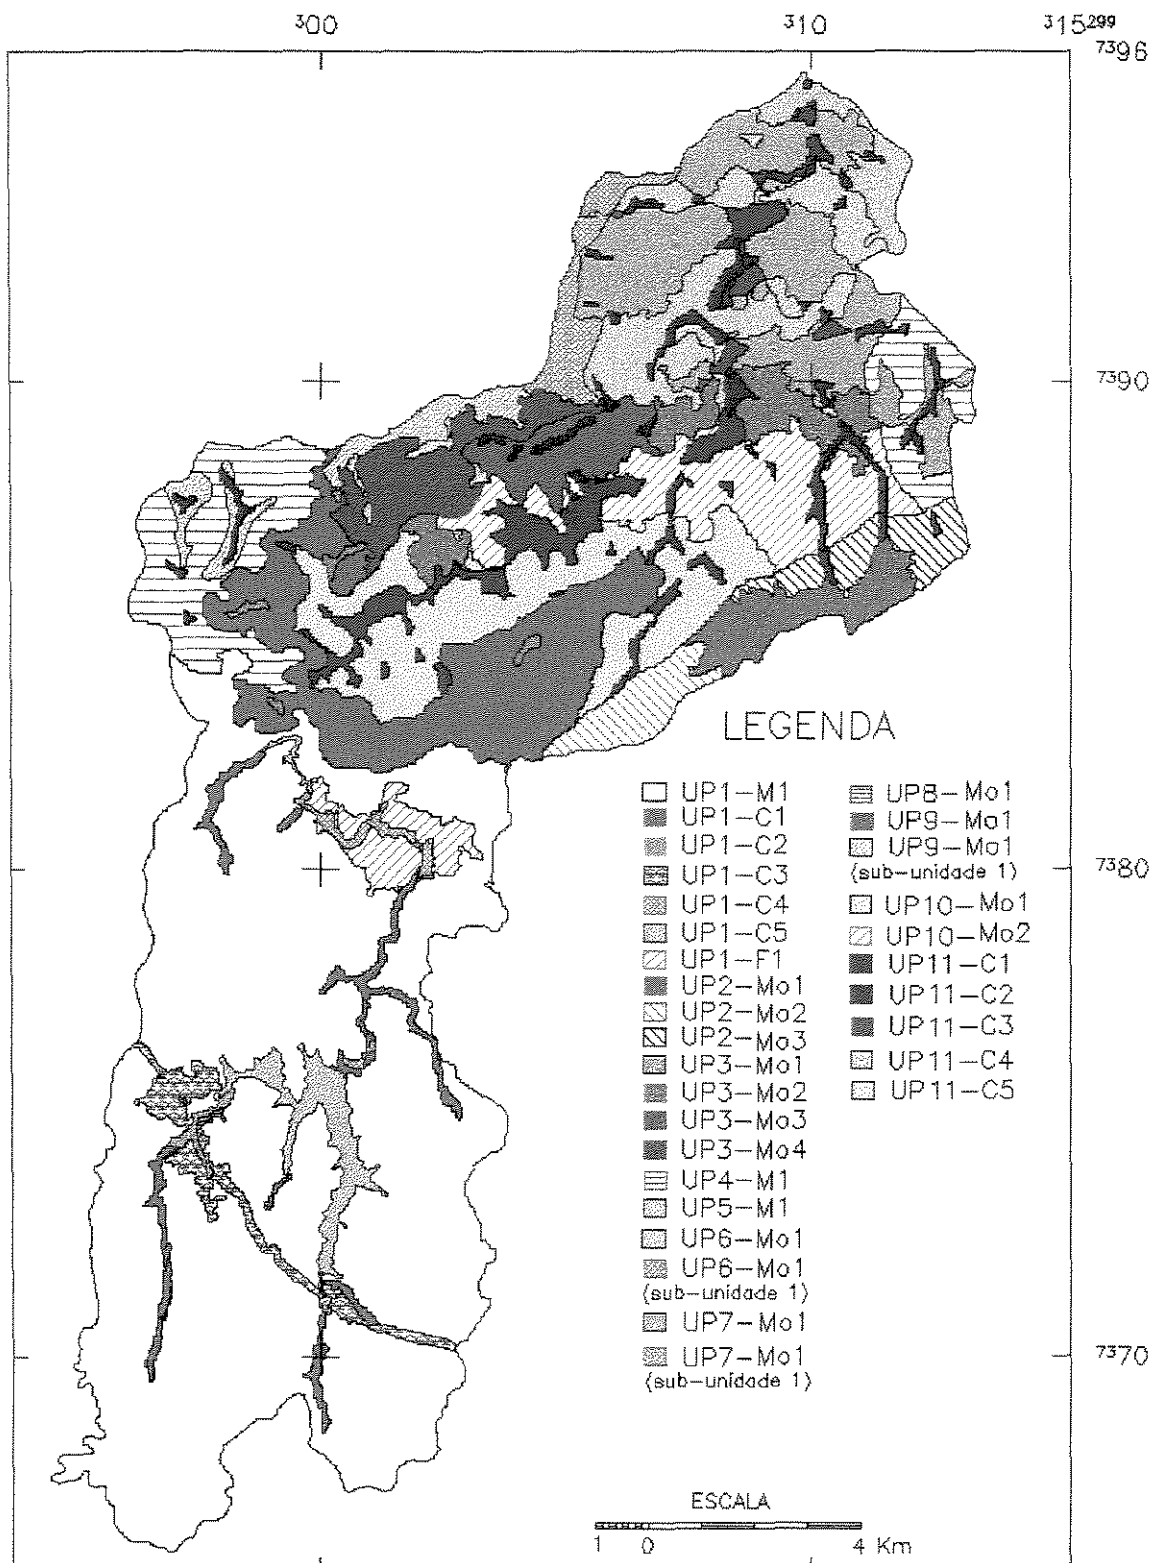 300 310 315 299
7396
7390
LEGENDA
UP1-M1
UP1-C1
UP1-C2
UP1-C3
UP1-C4
UP1-C5
UP1-F1
UP2-Mo1
UP2-Mo2
UP2-Mo3
UP3-Mo1
UP3-Mo2
UP3-Mo3
UP3-Mo4
UP4-M1
UP5-M1
UP6-Mo1
UP6-Mo1
(sub-unidade 1)
UP7-Mo1
UP7-Mo1
(sub-unidade 1)
UP8-Mo1
UP9-Mo1
UP9-Mo1
(sub-unidade 1)
UP10-Mo1
UP10-Mo2
UP11-C1
UP11-C2
UP11-C3
UP11-C4
UP11-C5
7380
7370
ESCALA
1 0 4 Km